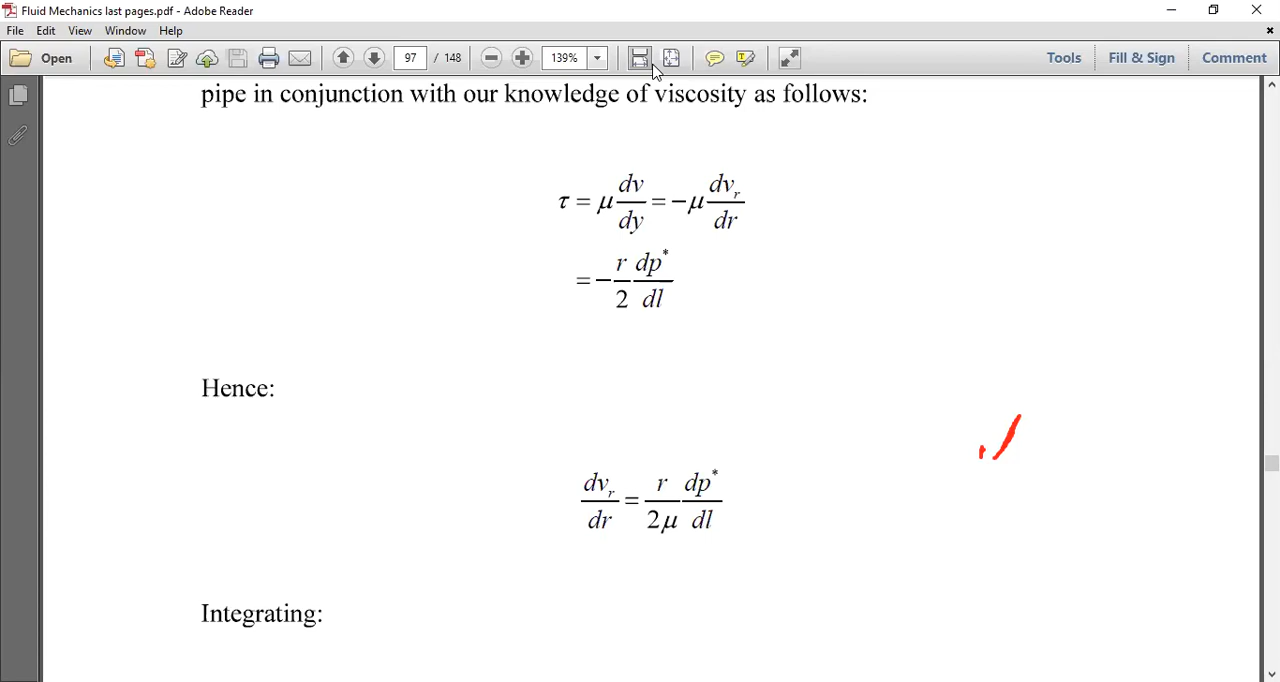 Fluid Mechanics last pages.pdf - Adobe Reader
File Edit View Window Help
Open 97 / 148 139% Tools Fill & Sign Comment
pipe in conjunction with our knowledge of viscosity as follows:
τ = μ dv/dy = −μ dvᵣ/dr
= − r/2 dp*/dl
Hence:
dvᵣ/dr = r/2μ dp*/dl
Integrating: